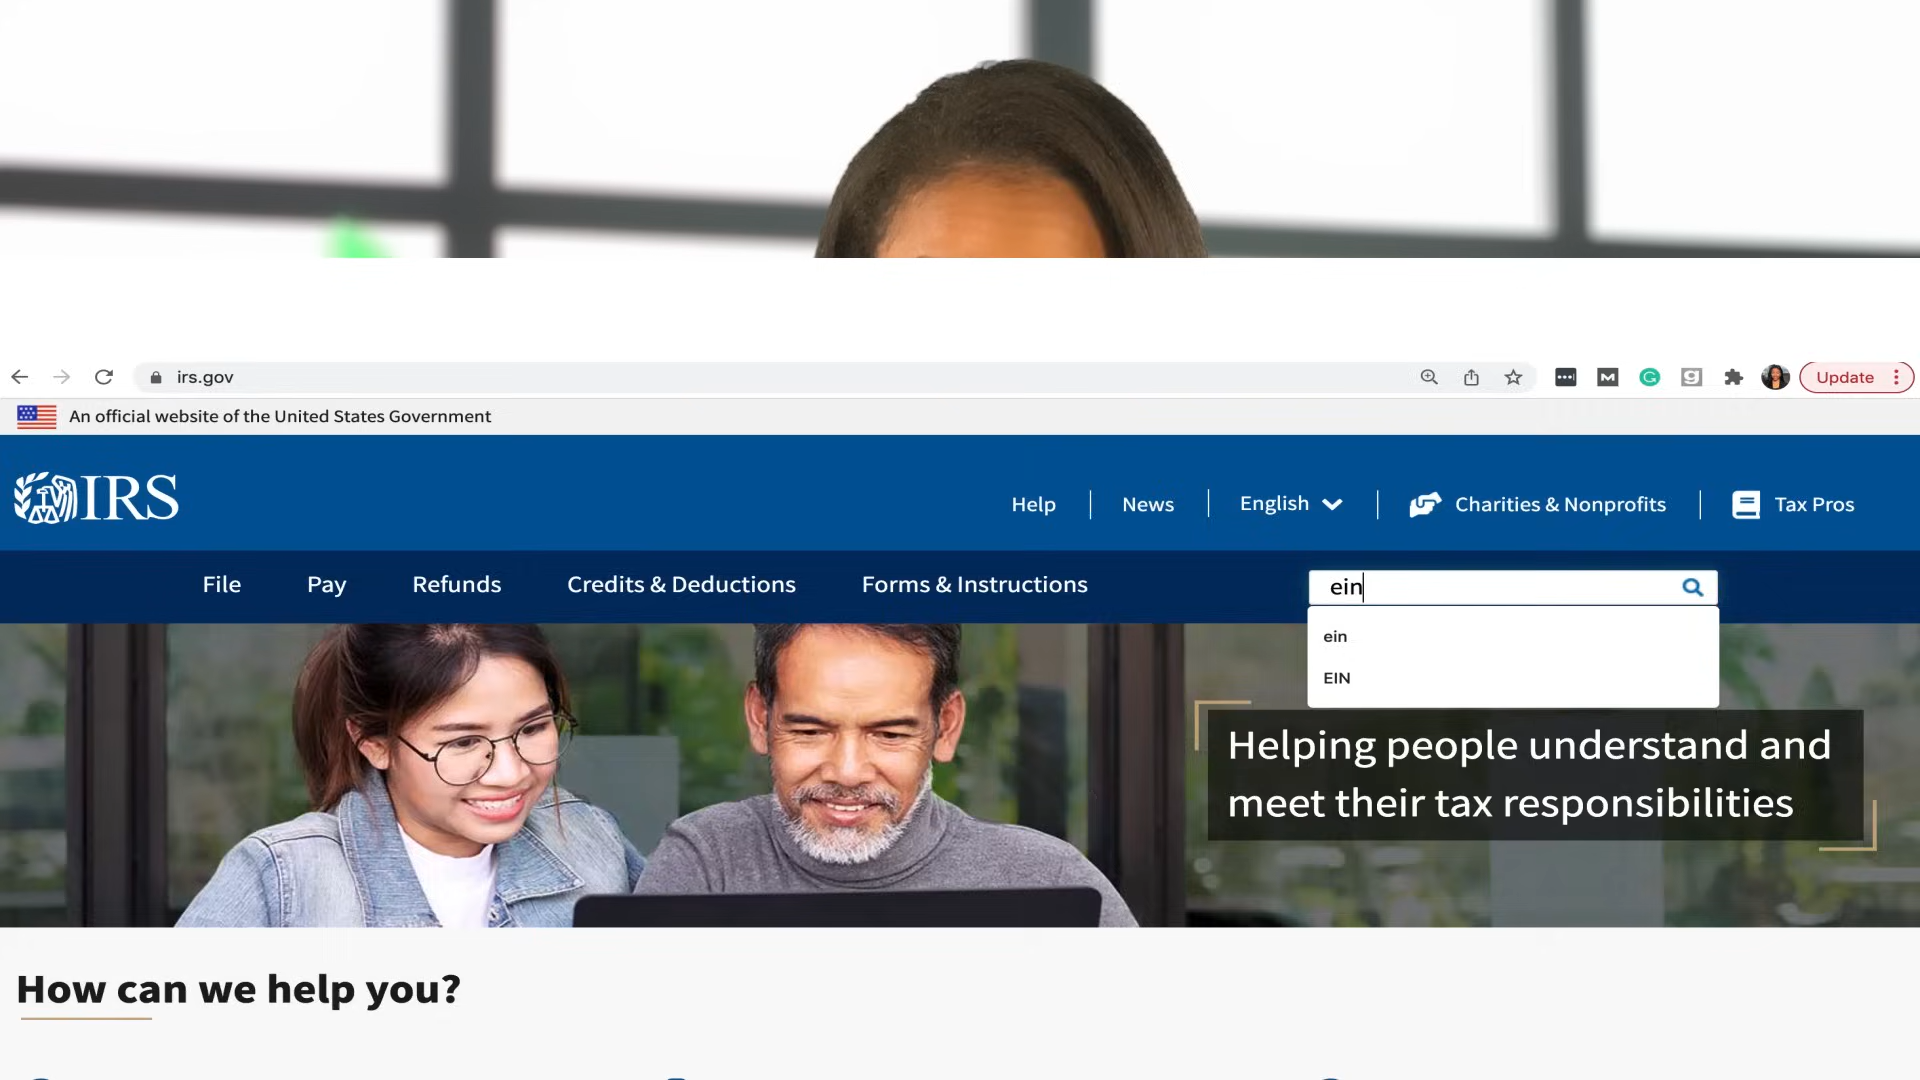 irs.gov
Update
An official website of the United States Government
IRS
Help
News
English
Charities & Nonprofits
Tax Pros
File
Pay
Refunds
Credits & Deductions
Forms & Instructions
ein
ein
EIN
Helping people understand and
meet their tax responsibilities
How can we help you?